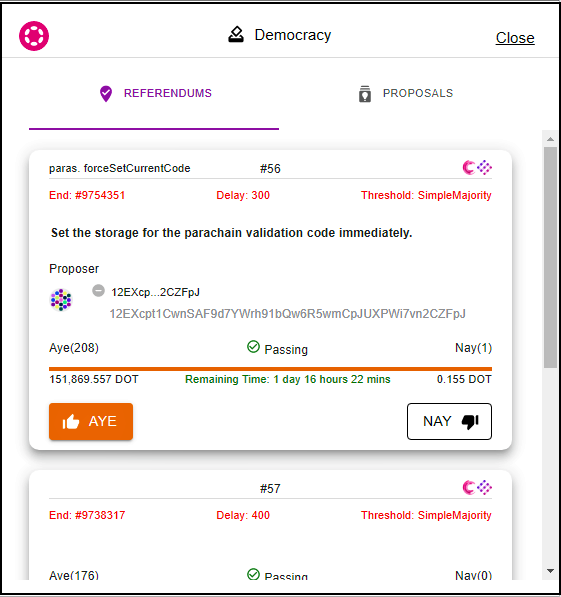 Democracy
Close
REFERENDUMS PROPOSALS
paras. forceSetCurrentCode #56
End: #9754351 Delay: 300 Threshold: SimpleMajority
Set the storage for the parachain validation code immediately.
Proposer
12EXcp...2CZFpJ
12EXcpt1CwnSAF9d7YWrh91bQw6R5wmCpJUXPWi7vn2CZFpJ
Aye(208) Passing Nay(1)
151,869.557 DOT Remaining Time: 1 day 16 hours 22 mins 0.155 DOT
AYE NAY
#57
End: #9738317 Delay: 400 Threshold: SimpleMajority
Aye(176) Passing Nay(0)